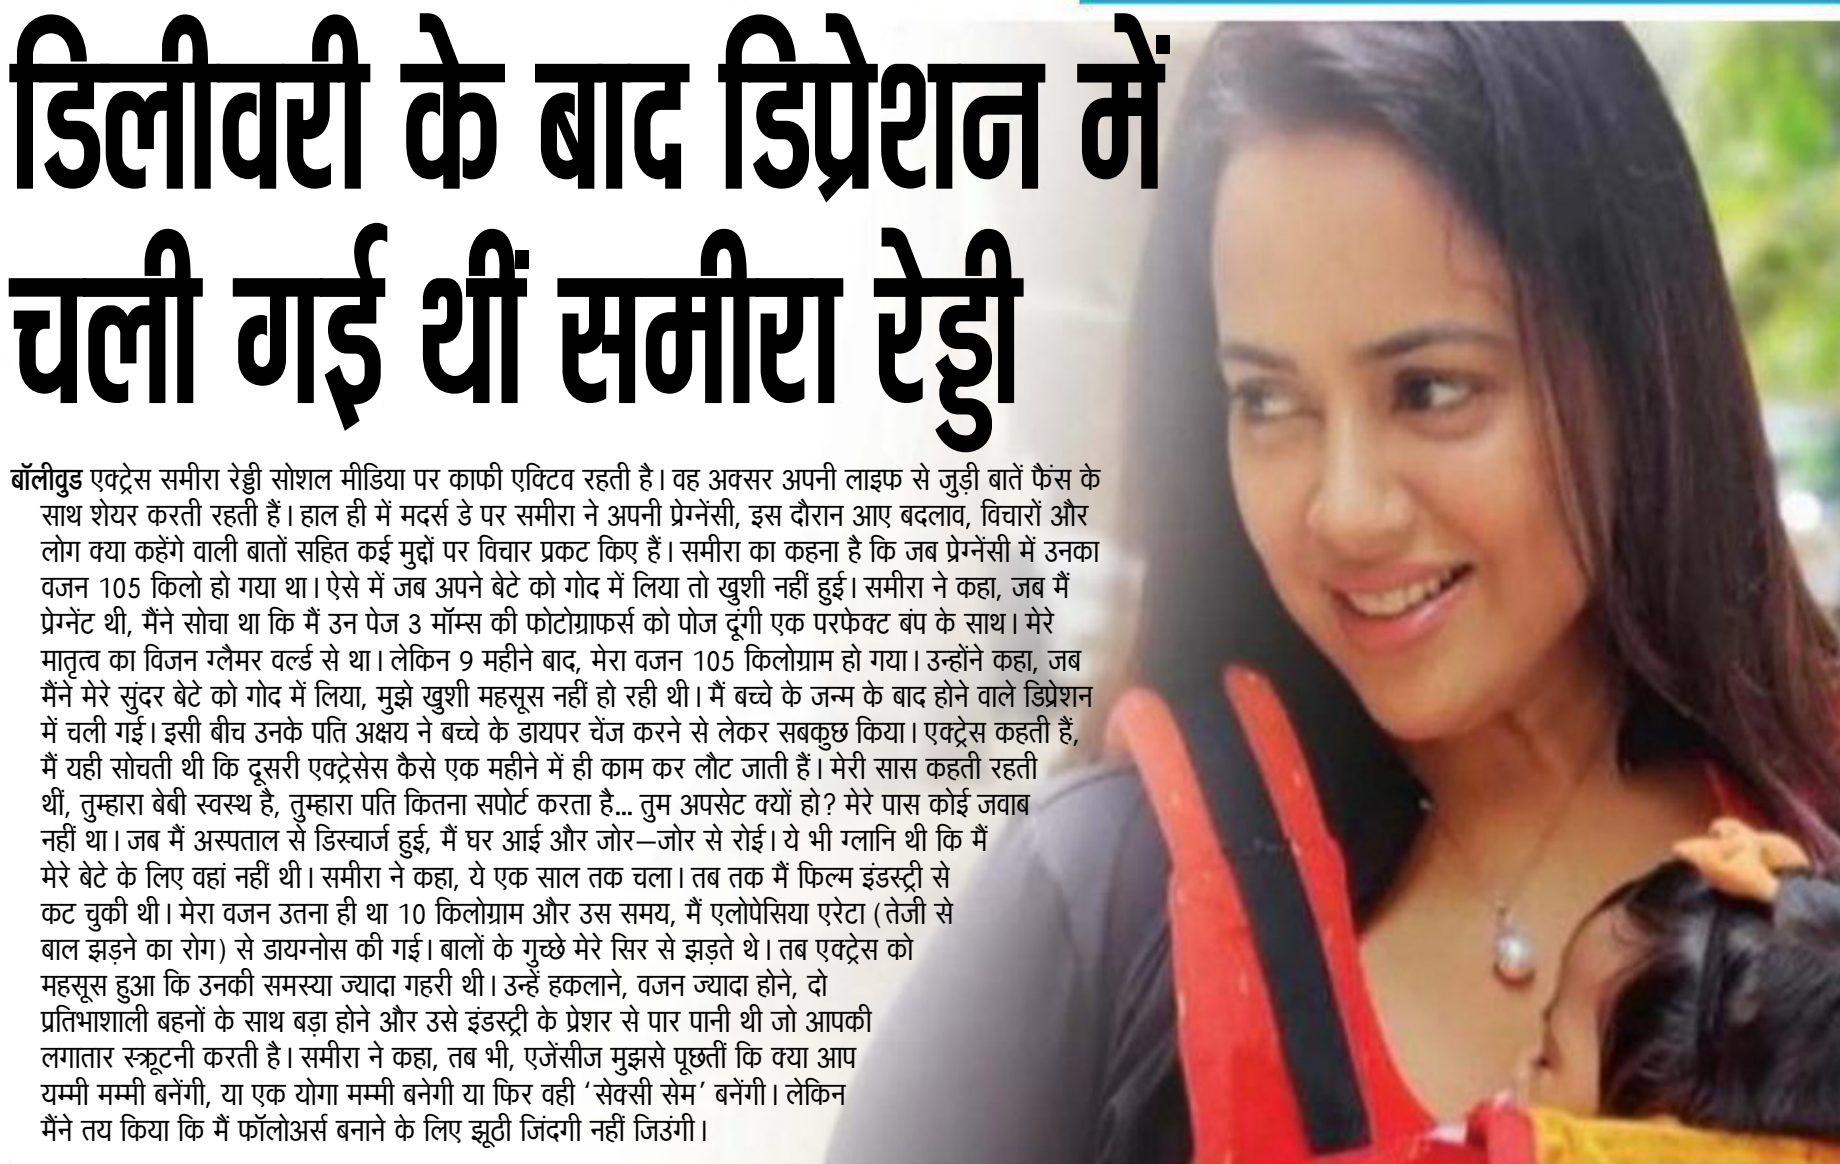 डिलीवरी के बाद डिप्रेशन में
चली गई थीं समीरा रेड्डी
बॉलीवुड एक्ट्रेस समीरा रेड्डी सोशल मीडिया पर काफी एक्टिव रहती है। वह अक्सर अपनी लाइफ से जुड़ी बातें फैंस के
साथ शेयर करती रहती हैं। हाल ही में मदर्स डे पर समीरा ने अपनी प्रेग्नेंसी, इस दौरान आए बदलाव, विचारों और
लोग क्या कहेंगे वाली बातों सहित कई मुद्दों पर विचार प्रकट किए हैं। समीरा का कहना है कि जब प्रेग्नेंसी में उनका
वजन 105 किलो हो गया था। ऐसे में जब अपने बेटे को गोद में लिया तो खुशी नहीं हुई। समीरा ने कहा, जब मैं
प्रेग्नेंट थी, मैंने सोचा था कि मैं उन पेज 3 मॉम्स की फोटोग्राफर्स को पोज दूंगी एक परफेक्ट बंप के साथ। मेरे
मातृत्व का विजन ग्लैमर वर्ल्ड से था। लेकिन 9 महीने बाद, मेरा वजन 105 किलोग्राम हो गया। उन्होंने कहा, जब
मैंने मेरे सुंदर बेटे को गोद में लिया, मुझे खुशी महसूस नहीं हो रही थी। मैं बच्चे के जन्म के बाद होने वाले डिप्रेशन
में चली गई। इसी बीच उनके पति अक्षय ने बच्चे के डायपर चेंज करने से लेकर सबकुछ किया। एक्ट्रेस कहती हैं,
मैं यही सोचती थी कि दूसरी एक्ट्रेसेस कैसे एक महीने में ही काम कर लौट जाती हैं। मेरी सास कहती रहती
थीं, तुम्हारा बेबी स्वस्थ है, तुम्हारा पति कितना सपोर्ट करता है... तुम अपसेट क्यों हो? मेरे पास कोई जवाब
नहीं था। जब मैं अस्पताल से डिस्चार्ज हुई, मैं घर आई और जोर–जोर से रोई। ये भी ग्लानि थी कि मैं
मेरे बेटे के लिए वहां नहीं थी। समीरा ने कहा, ये एक साल तक चला। तब तक मैं फिल्म इंडस्ट्री से
कट चुकी थी। मेरा वजन उतना ही था 10 किलोग्राम और उस समय, मैं एलोपेसिया एरेटा (तेजी से
बाल झड़ने का रोग) से डायग्नोस की गई। बालों के गुच्छे मेरे सिर से झड़ते थे। तब एक्ट्रेस को
महसूस हुआ कि उनकी समस्या ज्यादा गहरी थी। उन्हें हकलाने, वजन ज्यादा होने, दो
प्रतिभाशाली बहनों के साथ बड़ा होने और उसे इंडस्ट्री के प्रेशर से पार पानी थी जो आपकी
लगातार स्क्रूटनी करती है। समीरा ने कहा, तब भी, एजेंसीज मुझसे पूछतीं कि क्या आप
यम्मी मम्मी बनेंगी, या एक योगा मम्मी बनेगी या फिर वही ‘सेक्सी सेम’ बनेंगी। लेकिन
मैंने तय किया कि मैं फॉलोअर्स बनाने के लिए झूठी जिंदगी नहीं जिउंगी।